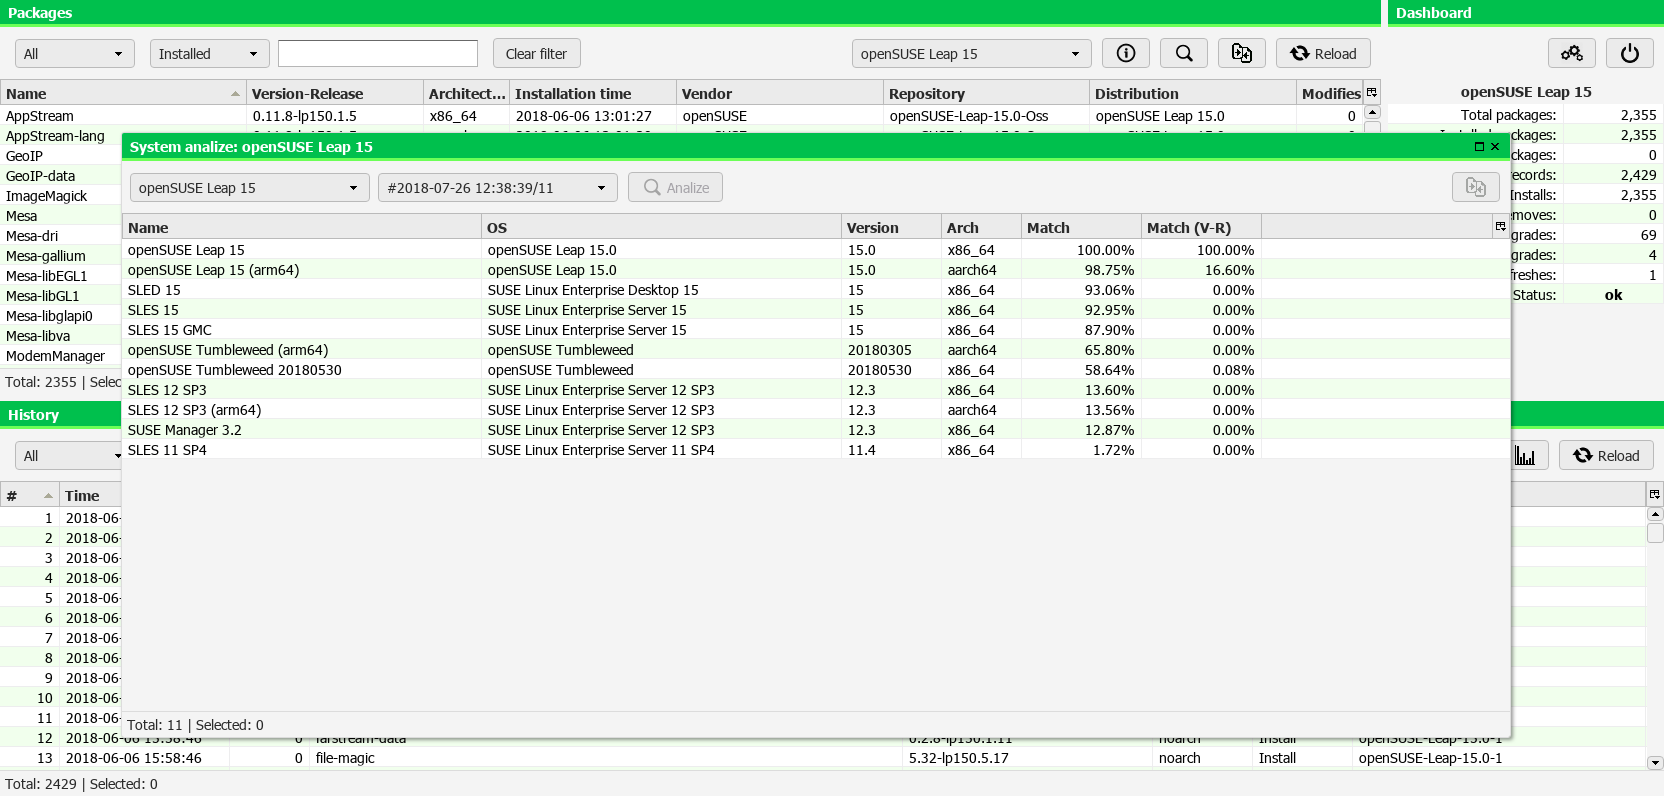 Packages
Dashboard
All
Installed
Clear filter
openSUSE Leap 15
Reload
Name Version-Release Architect... Installation time Vendor Repository Distribution Modifies
openSUSE Leap 15
AppStream 0.11.8-lp150.1.5 x86_64 2018-06-06 13:01:27 openSUSE openSUSE-Leap-15.0-Oss openSUSE Leap 15.0 0
Total packages: 2,355
AppStream-lang
ckages: 2,355
GeoIP
ckages: 0
GeoIP-data
records: 2,429
ImageMagick
Installs: 2,355
Mesa
moves: 0
Mesa-dri
grades: 69
Mesa-gallium
grades: 4
Mesa-libEGL1
freshes: 1
Mesa-libGL1
Status: ok
Mesa-libglapi0
Mesa-libva
ModemManager
Total: 2355 | Selec
System analize: openSUSE Leap 15
openSUSE Leap 15
#2018-07-26 12:38:39/11
Analize
Name OS Version Arch Match Match (V-R)
openSUSE Leap 15 openSUSE Leap 15.0 15.0 x86_64 100.00% 100.00%
openSUSE Leap 15 (arm64) openSUSE Leap 15.0 15.0 aarch64 98.75% 16.60%
SLED 15 SUSE Linux Enterprise Desktop 15 15 x86_64 93.06% 0.00%
SLES 15 SUSE Linux Enterprise Server 15 15 x86_64 92.95% 0.00%
SLES 15 GMC SUSE Linux Enterprise Server 15 15 x86_64 87.90% 0.00%
openSUSE Tumbleweed (arm64) openSUSE Tumbleweed 20180305 aarch64 65.80% 0.00%
openSUSE Tumbleweed 20180530 openSUSE Tumbleweed 20180530 x86_64 58.64% 0.08%
SLES 12 SP3 SUSE Linux Enterprise Server 12 SP3 12.3 x86_64 13.60% 0.00%
SLES 12 SP3 (arm64) SUSE Linux Enterprise Server 12 SP3 12.3 aarch64 13.56% 0.00%
SUSE Manager 3.2 SUSE Linux Enterprise Server 12 SP3 12.3 x86_64 12.87% 0.00%
SLES 11 SP4 SUSE Linux Enterprise Server 11 SP4 11.4 x86_64 1.72% 0.00%
Total: 11 | Selected: 0
History
All
Reload
# Time
1 2018-06-
2 2018-06-
3 2018-06-
4 2018-06-
5 2018-06-
6 2018-06-
7 2018-06-
8 2018-06-
9 2018-06-
10 2018-06-
11 2018-06-
12 2018-06-06 15:58:46 0 farstream-data 0.2.8-lp150.1.11 noarch Install openSUSE-Leap-15.0-1
13 2018-06-06 15:58:46 0 file-magic 5.32-lp150.5.17 noarch Install openSUSE-Leap-15.0-1
Total: 2429 | Selected: 0